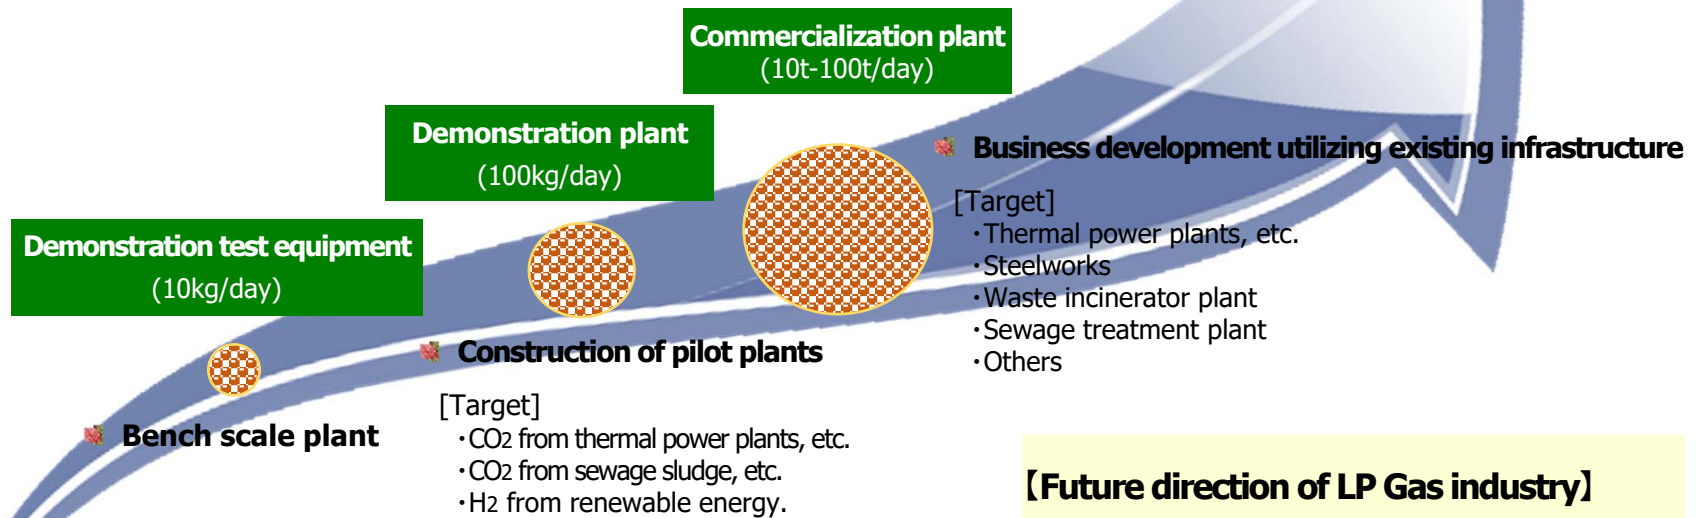 Commercialization plant
(10t-100t/day)
Demonstration plant
(100kg/day)
Demonstration test equipment
(10kg/day)
Business development utilizing existing infrastructure
[Target]
・Thermal power plants, etc.
・Steelworks
・Waste incinerator plant
・Sewage treatment plant
・Others
Construction of pilot plants
[Target]
・CO2 from thermal power plants, etc.
・CO2 from sewage sludge, etc.
・H2 from renewable energy.
Bench scale plant
【Future direction of LP Gas industry】